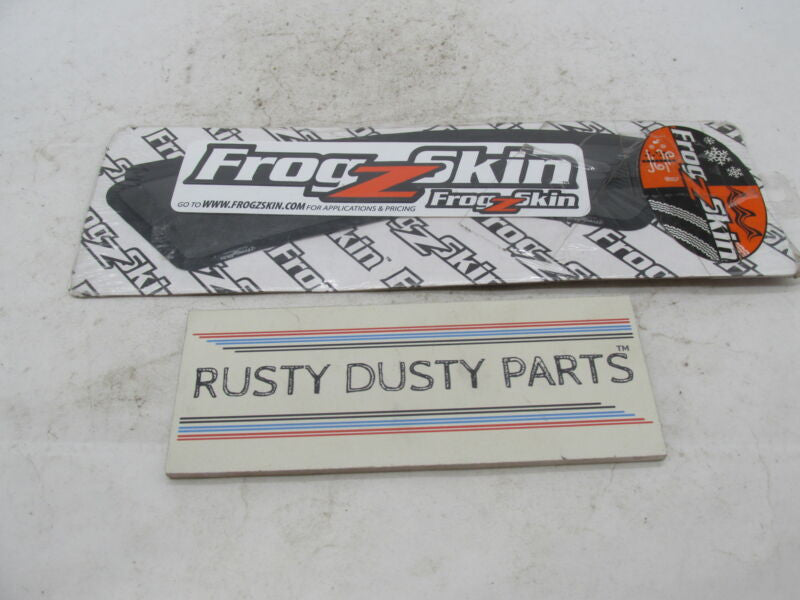 FrogZSkin
GO TO WWW.FROGZSKIN.COM FOR APPLICATIONS & PRICING
FrogZSkin
FrogZSkin
RUSTY DUSTY PARTS™